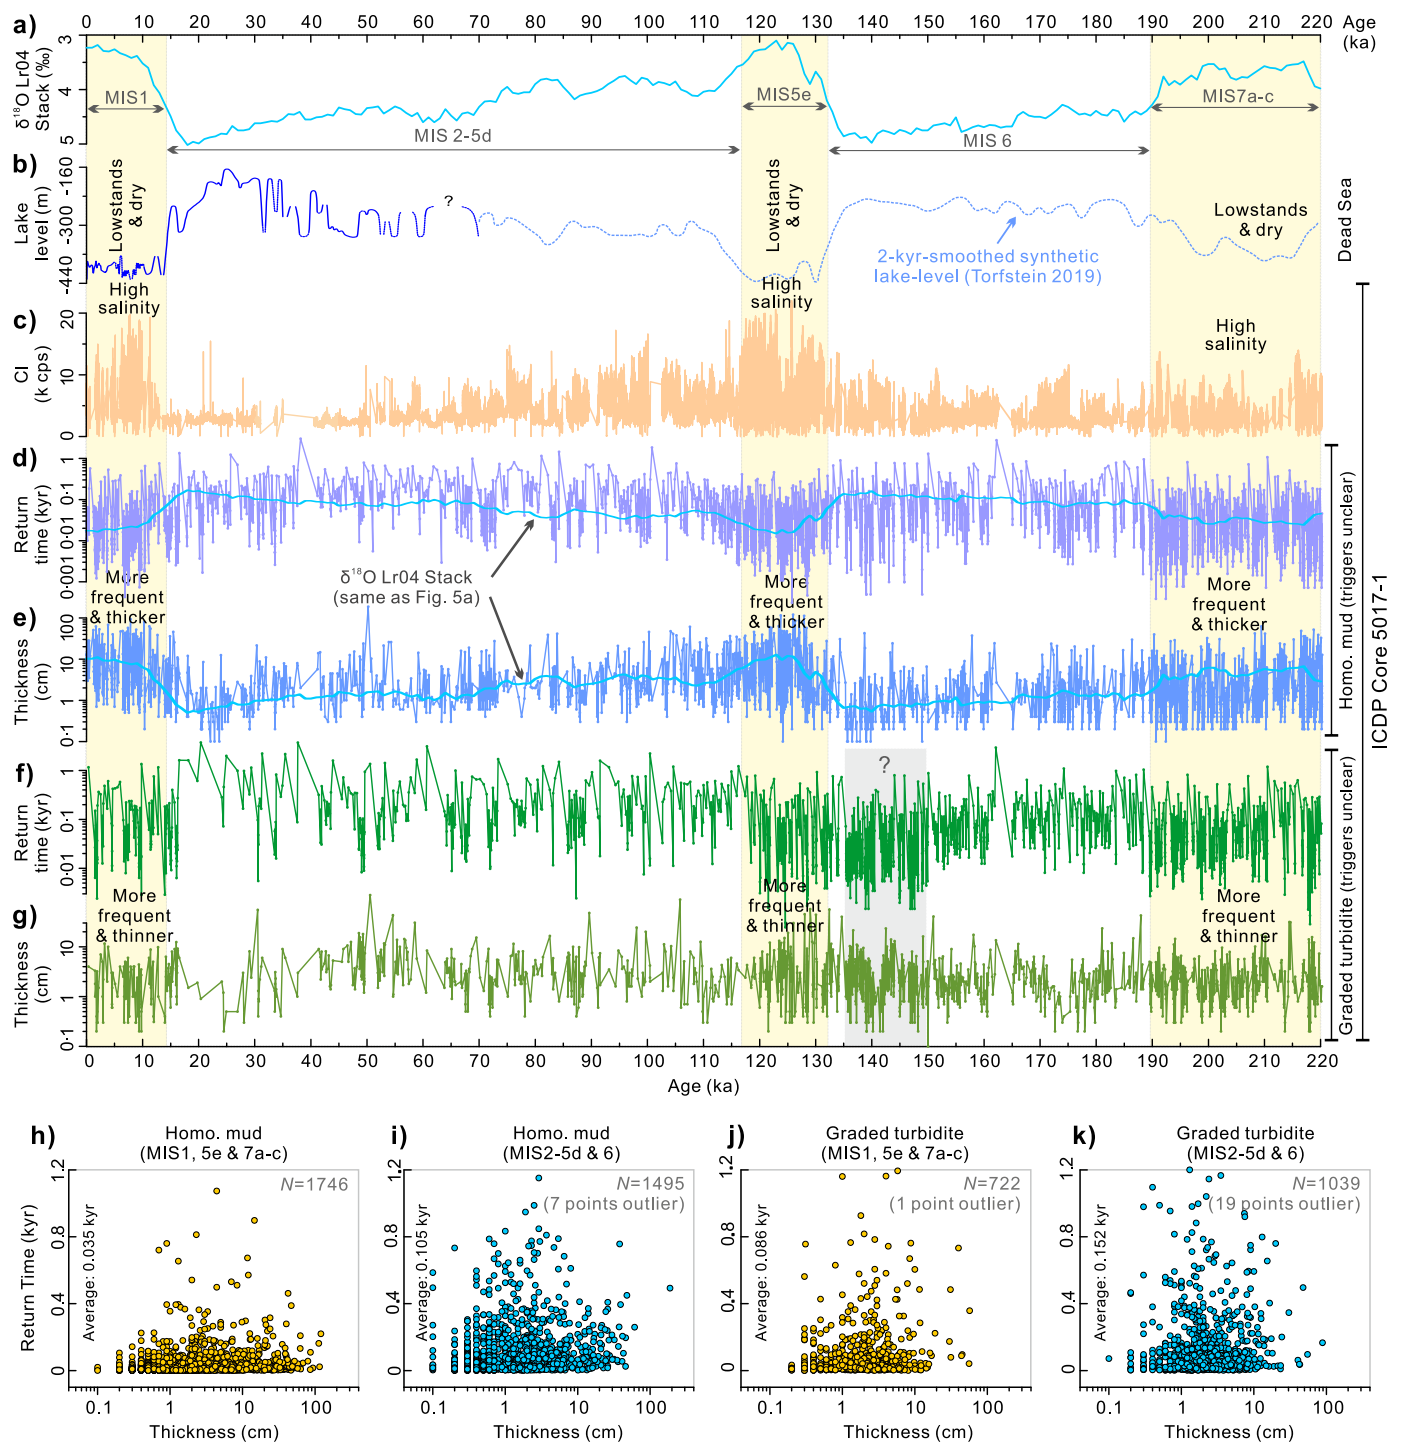 a)
0 10 20 30 40 50 60 70 80 90 100 110 120 130 140 150 160 170 180 190 200 210 220
Age
(ka)
δ¹⁸O Lr04
Stack (‰)
3
4
5
MIS1
MIS 2-5d
MIS5e
MIS 6
MIS7a-c
b)
Lake
level (m)
-160
-300
-440
Lowstands
& dry
?
Lowstands
& dry
2-kyr-smoothed synthetic
lake-level (Torfstein 2019)
Lowstands
& dry
Dead Sea
High
salinity
High
salinity
High
salinity
c)
Cl
(k cps)
20
10
0
d)
Return
time (kyr)
1
0·1
0·01
0·001
δ¹⁸O Lr04 Stack
(same as Fig. 5a)
More
frequent
& thicker
More
frequent
& thicker
More
frequent
& thicker
e)
Thickness
(cm)
100
10
1
0·1
Homo. mud (triggers unclear)
ICDP Core 5017-1
f)
Return
time (kyr)
1
0·1
0·01
?
More
frequent
& thinner
More
frequent
& thinner
More
frequent
& thinner
g)
Thickness
(cm)
10
1
0·1
Graded turbidite (triggers unclear)
0 10 20 30 40 50 60 70 80 90 100 110 120 130 140 150 160 170 180 190 200 210 220
Age (ka)
h)
Homo. mud
(MIS1, 5e & 7a-c)
N=1746
Average: 0.035 kyr
Return Time (kyr)
1.2
0.8
0.4
0
0.1 1 10 100
Thickness (cm)
i)
Homo. mud
(MIS2-5d & 6)
N=1495
(7 points outlier)
Average: 0.105 kyr
1.2
0.8
0.4
0
0.1 1 10 100
Thickness (cm)
j)
Graded turbidite
(MIS1, 5e & 7a-c)
N=722
(1 point outlier)
Average: 0.086 kyr
1.2
0.8
0.4
0
0.1 1 10 100
Thickness (cm)
k)
Graded turbidite
(MIS2-5d & 6)
N=1039
(19 points outlier)
Average: 0.152 kyr
1.2
0.8
0.4
0
0.1 1 10 100
Thickness (cm)